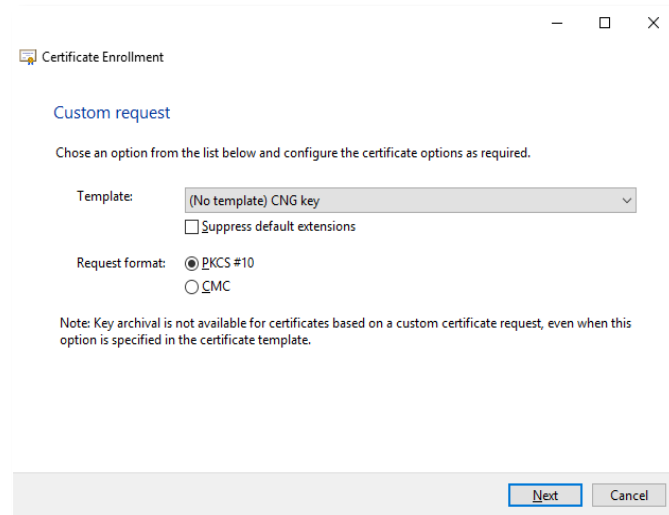 Certificate Enrollment
Custom request
Chose an option from the list below and configure the certificate options as required.
Template: (No template) CNG key
Suppress default extensions
Request format: PKCS #10
CMC
Note: Key archival is not available for certificates based on a custom certificate request, even when this
option is specified in the certificate template.
Next Cancel